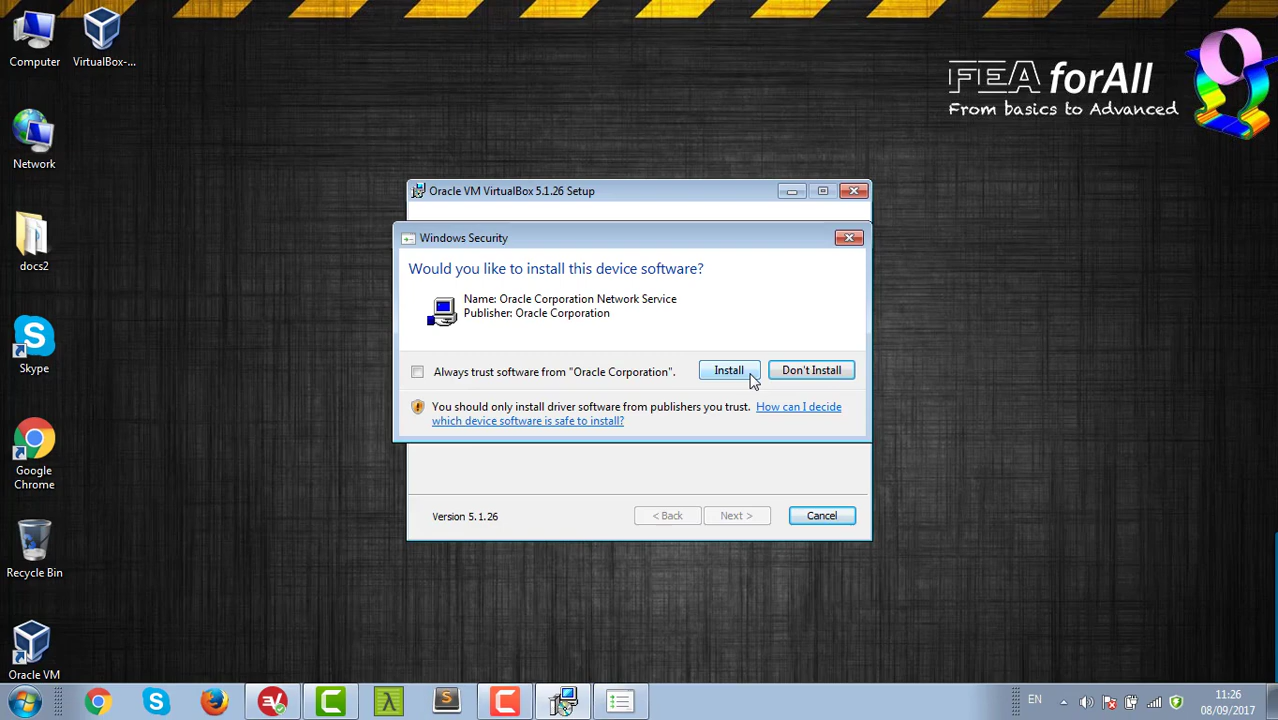 Computer
VirtualBox-...
Network
docs2
Skype
Google
Chrome
Recycle Bin
Oracle VM
FEA forAll
From basics to Advanced
Oracle VM VirtualBox 5.1.26 Setup
Windows Security
Would you like to install this device software?
Name: Oracle Corporation Network Service
Publisher: Oracle Corporation
Always trust software from "Oracle Corporation".
Install
Don't Install
You should only install driver software from publishers you trust. How can I decide
which device software is safe to install?
Version 5.1.26
< Back
Next >
Cancel
EN
11:26
08/09/2017